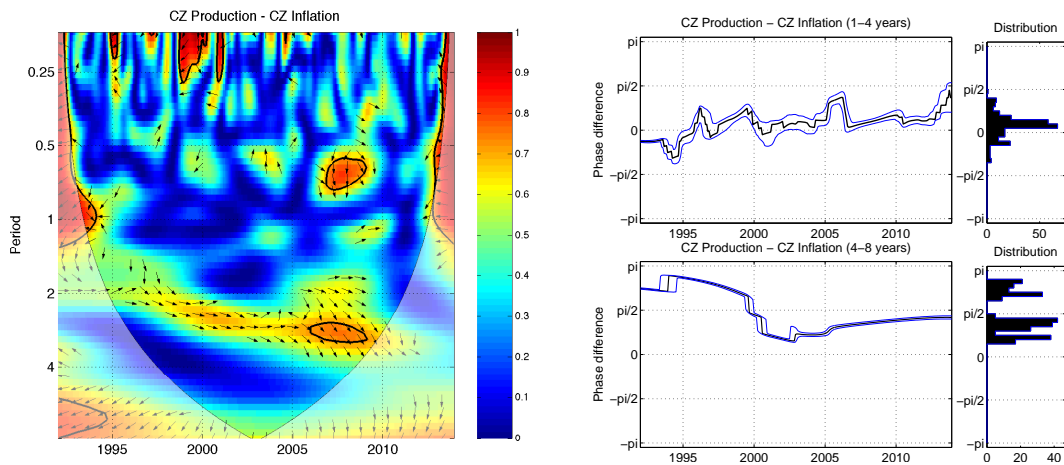 CZ Production - CZ Inflation
Period
0.25
0.5
1
2
4
1995 2000 2005 2010
1
0.9
0.8
0.7
0.6
0.5
0.4
0.3
0.2
0.1
0
CZ Production – CZ Inflation (1–4 years)
Phase difference
pi
pi/2
0
–pi/2
–pi
1995 2000 2005 2010
Distribution
pi
pi/2
0
–pi/2
–pi
0 50
CZ Production – CZ Inflation (4–8 years)
Phase difference
pi
pi/2
0
–pi/2
–pi
1995 2000 2005 2010
Distribution
pi
pi/2
0
–pi/2
–pi
0 20 40